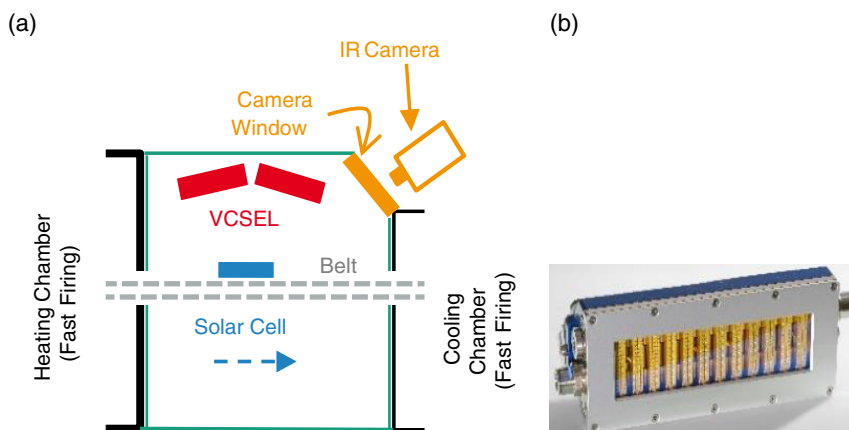 (a)
(b)
IR Camera
Camera
Window
VCSEL
Belt
Solar Cell
Heating Chamber
(Fast Firing)
Cooling
Chamber
(Fast Firing)